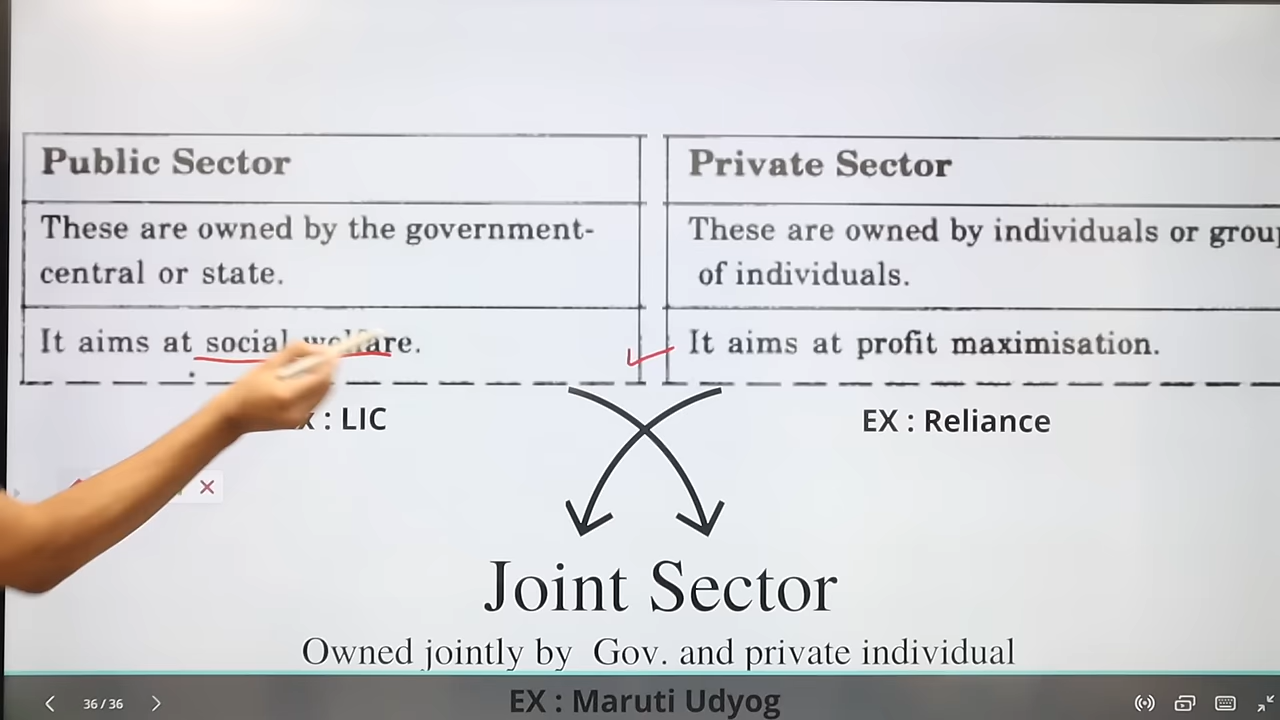 Public Sector
These are owned by the government-
central or state.
It aims at social welfare.
: LIC
Private Sector
These are owned by individuals or
of individuals.
It aims at profit maximisation.
EX : Reliance
Joint Sector
Owned jointly by Gov. and private individual
EX : Maruti Udyog
36 / 36